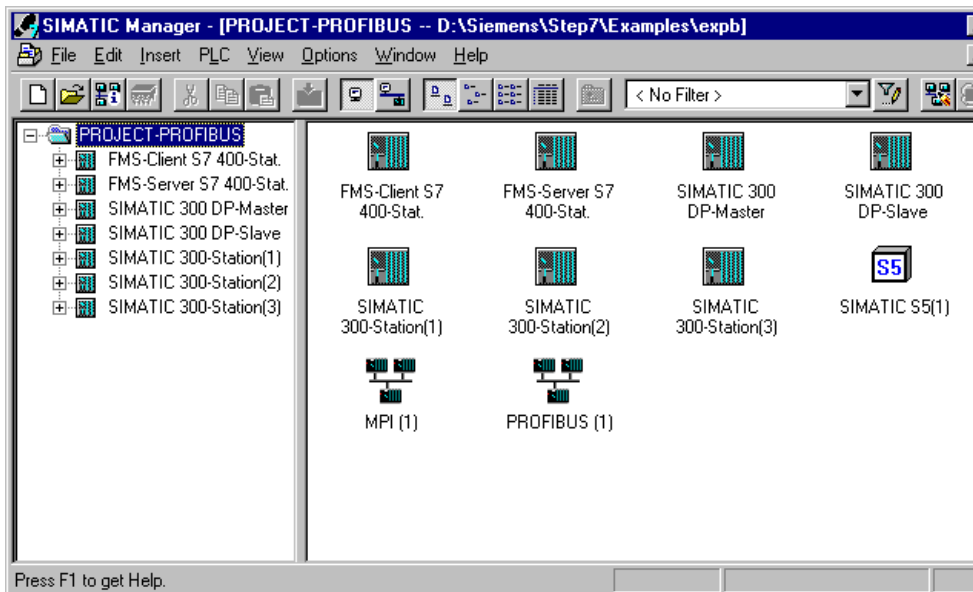 SIMATIC Manager - [PROJECT-PROFIBUS -- D:\Siemens\Step7\Examples\expb]
File Edit Insert PLC View Options Window Help
< No Filter >
PROJECT-PROFIBUS
FMS-Client S7 400-Stat.
FMS-Server S7 400-Stat.
SIMATIC 300 DP-Master
SIMATIC 300 DP-Slave
SIMATIC 300-Station(1)
SIMATIC 300-Station(2)
SIMATIC 300-Station(3)
FMS-Client S7
400-Stat.
FMS-Server S7
400-Stat.
SIMATIC 300
DP-Master
SIMATIC 300
DP-Slave
SIMATIC
300-Station(1)
SIMATIC
300-Station(2)
SIMATIC
300-Station(3)
S5
SIMATIC S5(1)
MPI (1)
PROFIBUS (1)
Press F1 to get Help.